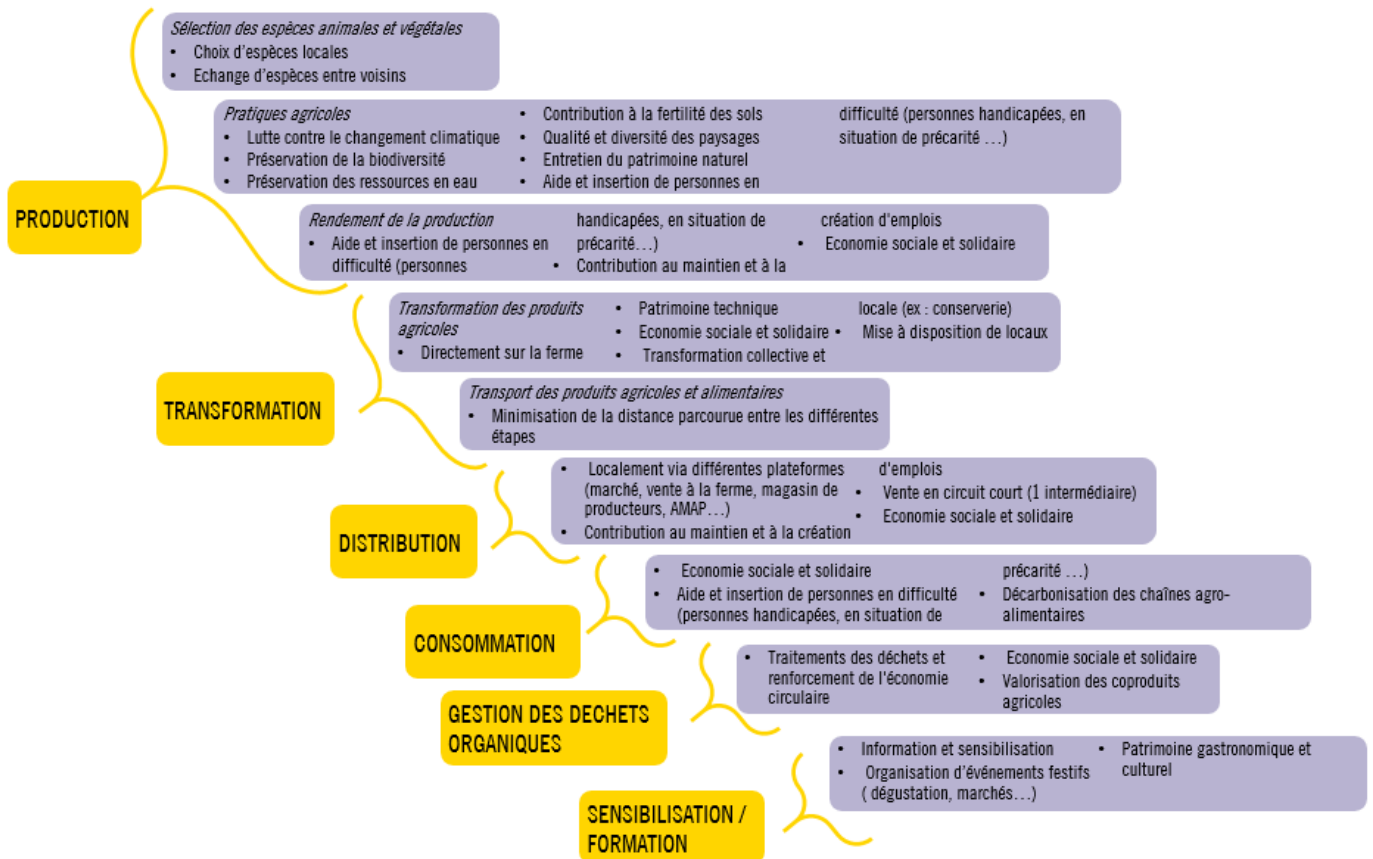 Sélection des espèces animales et végétales
• Choix d'espèces locales
• Echange d'espèces entre voisins
Pratiques agricoles
• Lutte contre le changement climatique
• Préservation de la biodiversité
• Préservation des ressources en eau
• Contribution à la fertilité des sols
• Qualité et diversité des paysages
• Entretien du patrimoine naturel
• Aide et insertion de personnes en
difficulté (personnes handicapées, en
situation de précarité …)
PRODUCTION
Rendement de la production
• Aide et insertion de personnes en
difficulté (personnes
handicapées, en situation de
précarité…)
• Contribution au maintien et à la
création d'emplois
• Economie sociale et solidaire
Transformation des produits
agricoles
• Directement sur la ferme
• Patrimoine technique
• Economie sociale et solidaire
• Transformation collective et
locale (ex : conserverie)
• Mise à disposition de locaux
TRANSFORMATION
Transport des produits agricoles et alimentaires
• Minimisation de la distance parcourue entre les différentes
étapes
• Localement via différentes plateformes
(marché, vente à la ferme, magasin de
producteurs, AMAP…)
• Contribution au maintien et à la création
d'emplois
• Vente en circuit court (1 intermédiaire)
• Economie sociale et solidaire
DISTRIBUTION
• Economie sociale et solidaire
• Aide et insertion de personnes en difficulté
(personnes handicapées, en situation de
précarité …)
• Décarbonisation des chaînes agro-
alimentaires
CONSOMMATION
• Traitements des déchets et
renforcement de l'économie
circulaire
• Economie sociale et solidaire
• Valorisation des coproduits
agricoles
GESTION DES DECHETS
ORGANIQUES
• Information et sensibilisation
• Organisation d'événements festifs
( dégustation, marchés…)
• Patrimoine gastronomique et
culturel
SENSIBILISATION /
FORMATION